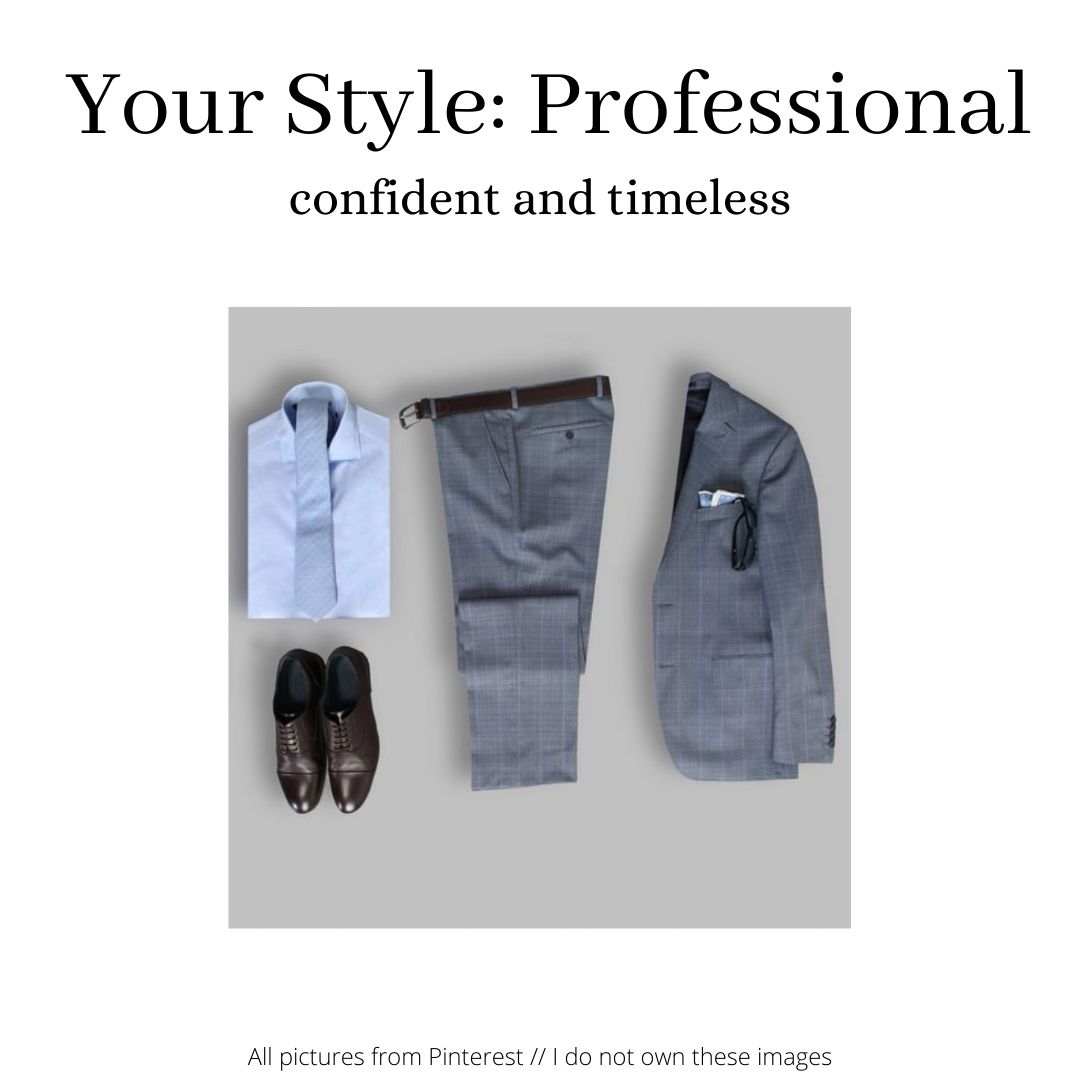 Your Style: Professional
confident and timeless
All pictures from Pinterest // I do not own these images